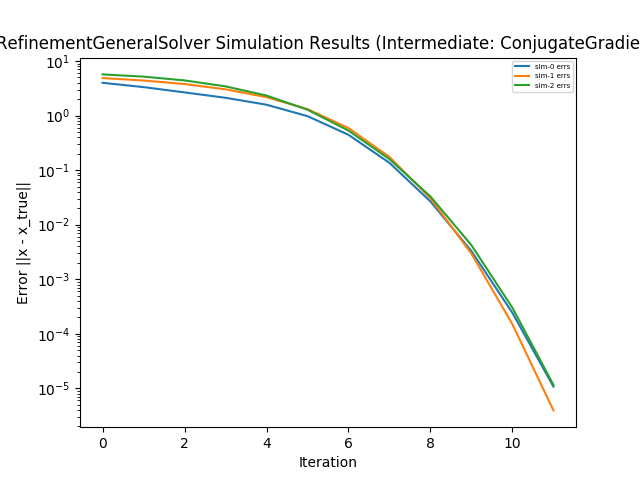 RefinementGeneralSolver Simulation Results (Intermediate: ConjugateGradie
sim-0 errs
sim-1 errs
sim-2 errs
10¹
10⁰
10⁻¹
10⁻²
10⁻³
10⁻⁴
10⁻⁵
Error ||x - x_true||
0 2 4 6 8 10
Iteration